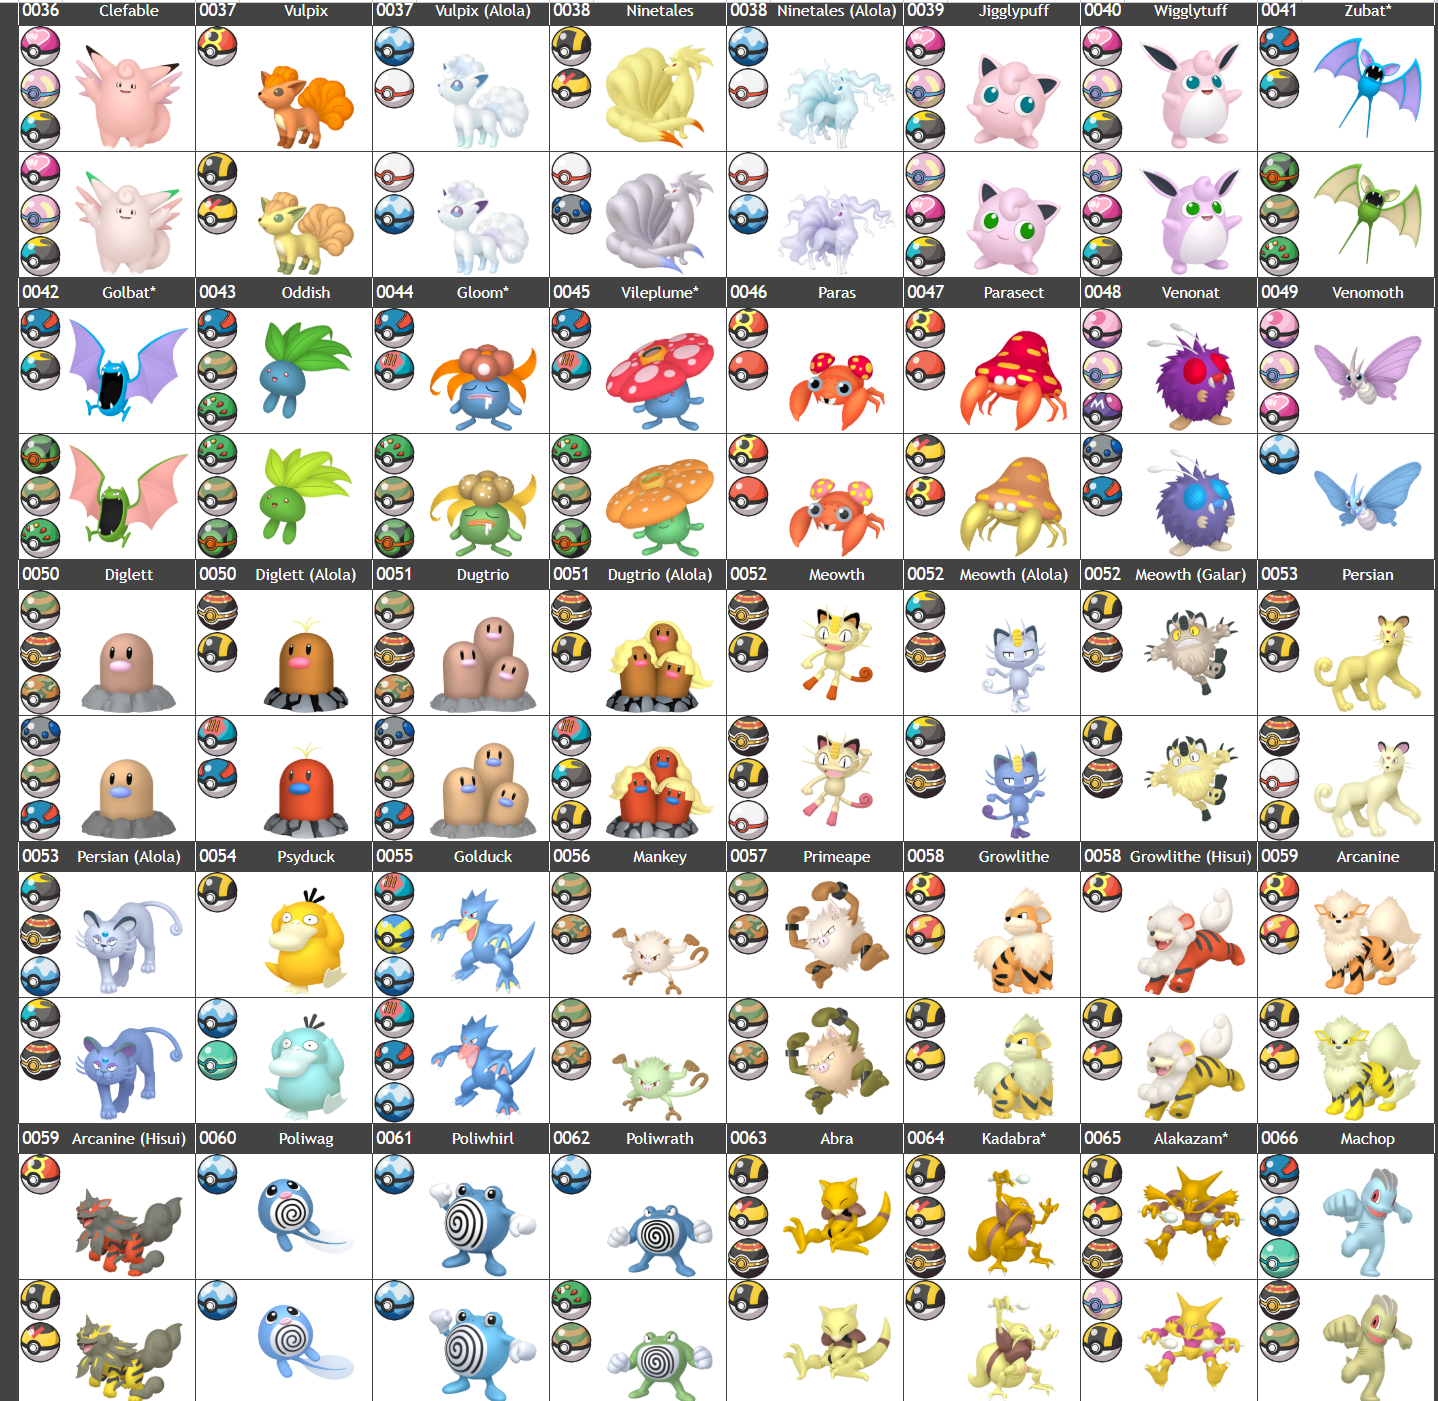 0036 Clefable 0037 Vulpix 0037 Vulpix (Alola) 0038 Ninetales 0038 Ninetales (Alola) 0039 Jigglypuff 0040 Wigglytuff 0041 Zubat*
0042 Golbat* 0043 Oddish 0044 Gloom* 0045 Vileplume* 0046 Paras 0047 Parasect 0048 Venonat 0049 Venomoth
0050 Diglett 0050 Diglett (Alola) 0051 Dugtrio 0051 Dugtrio (Alola) 0052 Meowth 0052 Meowth (Alola) 0052 Meowth (Galar) 0053 Persian
0053 Persian (Alola) 0054 Psyduck 0055 Golduck 0056 Mankey 0057 Primeape 0058 Growlithe 0058 Growlithe (Hisui) 0059 Arcanine
0059 Arcanine (Hisui) 0060 Poliwag 0061 Poliwhirl 0062 Poliwrath 0063 Abra 0064 Kadabra* 0065 Alakazam* 0066 Machop